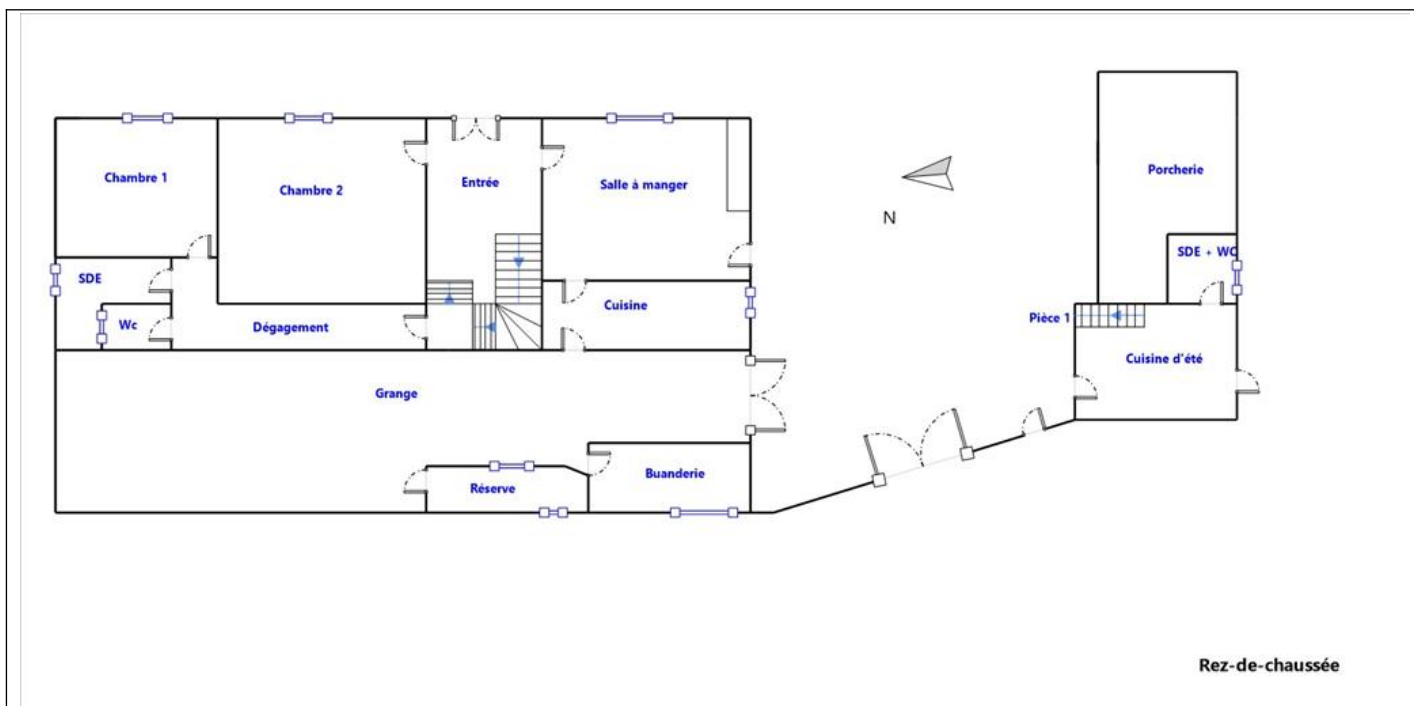 Chambre 1
Chambre 2
Entrée
Salle à manger
Porcherie
N
SDE
SDE + WC
Cuisine
Wc
Dégagement
Pièce 1
Cuisine d'été
Grange
Réserve
Buanderie
Rez-de-chaussée